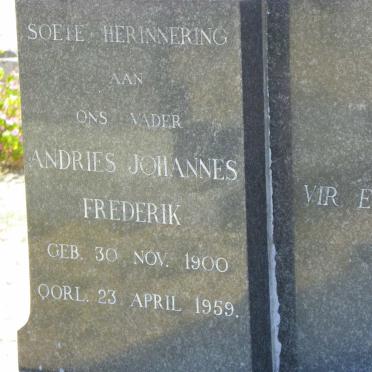 SOETE HERINNERING
AAN
ONS VADER
ANDRIES JOHANNES
FREDERIK
GEB. 30 NOV. 1900
OORL. 23 APRIL 1959.
VIR E